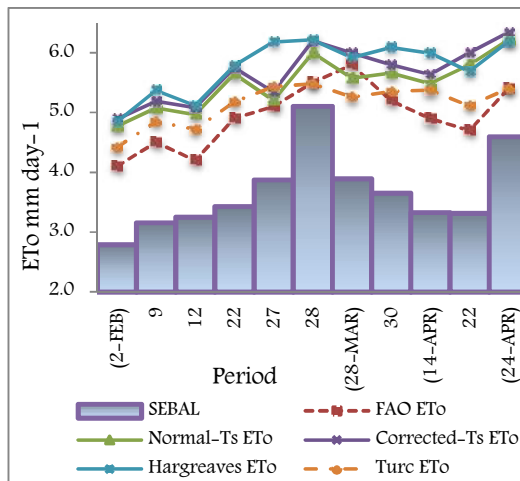 ETo mm day-1
6.0
5.0
4.0
3.0
2.0
(2-FEB)
9
12
22
27
28
(28-MAR)
30
(14-APR)
22
(24-APR)
Period
SEBAL
FAO ETo
Normal-Ts ETo
Corrected-Ts ETo
Hargreaves ETo
Turc ETo